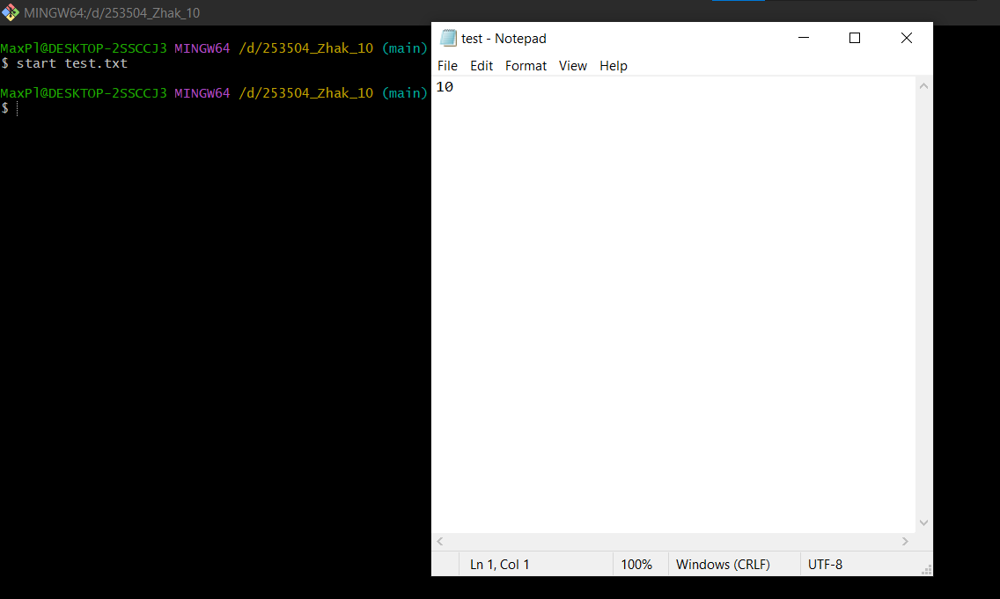 MINGW64:/d/253504_Zhak_10
MaxPl@DESKTOP-2SSCCJ3 MINGW64 /d/253504_Zhak_10 (main)
$ start test.txt
MaxPl@DESKTOP-2SSCCJ3 MINGW64 /d/253504_Zhak_10 (main)
$
test - Notepad
File Edit Format View Help
10
Ln 1, Col 1 100% Windows (CRLF) UTF-8